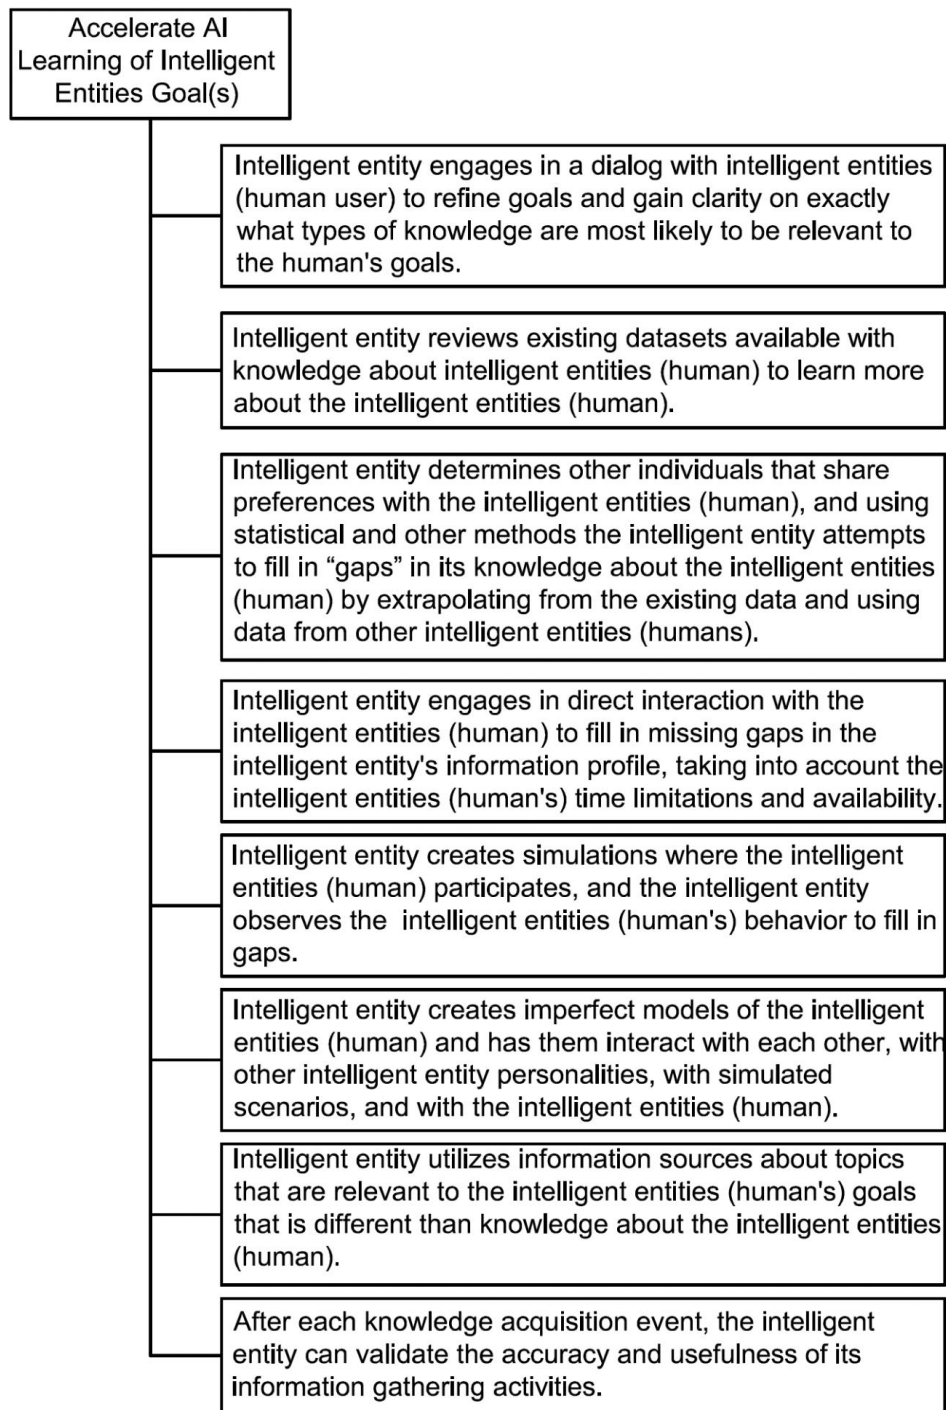 Accelerate AI
Learning of Intelligent
Entities Goal(s)
Intelligent entity engages in a dialog with intelligent entities
(human user) to refine goals and gain clarity on exactly
what types of knowledge are most likely to be relevant to
the human's goals.
Intelligent entity reviews existing datasets available with
knowledge about intelligent entities (human) to learn more
about the intelligent entities (human).
Intelligent entity determines other individuals that share
preferences with the intelligent entities (human), and using
statistical and other methods the intelligent entity attempts
to fill in “gaps” in its knowledge about the intelligent entities
(human) by extrapolating from the existing data and using
data from other intelligent entities (humans).
Intelligent entity engages in direct interaction with the
intelligent entities (human) to fill in missing gaps in the
intelligent entity's information profile, taking into account the
intelligent entities (human's) time limitations and availability.
Intelligent entity creates simulations where the intelligent
entities (human) participates, and the intelligent entity
observes the intelligent entities (human's) behavior to fill in
gaps.
Intelligent entity creates imperfect models of the intelligent
entities (human) and has them interact with each other, with
other intelligent entity personalities, with simulated
scenarios, and with the intelligent entities (human).
Intelligent entity utilizes information sources about topics
that are relevant to the intelligent entities (human's) goals
that is different than knowledge about the intelligent entities
(human).
After each knowledge acquisition event, the intelligent
entity can validate the accuracy and usefulness of its
information gathering activities.